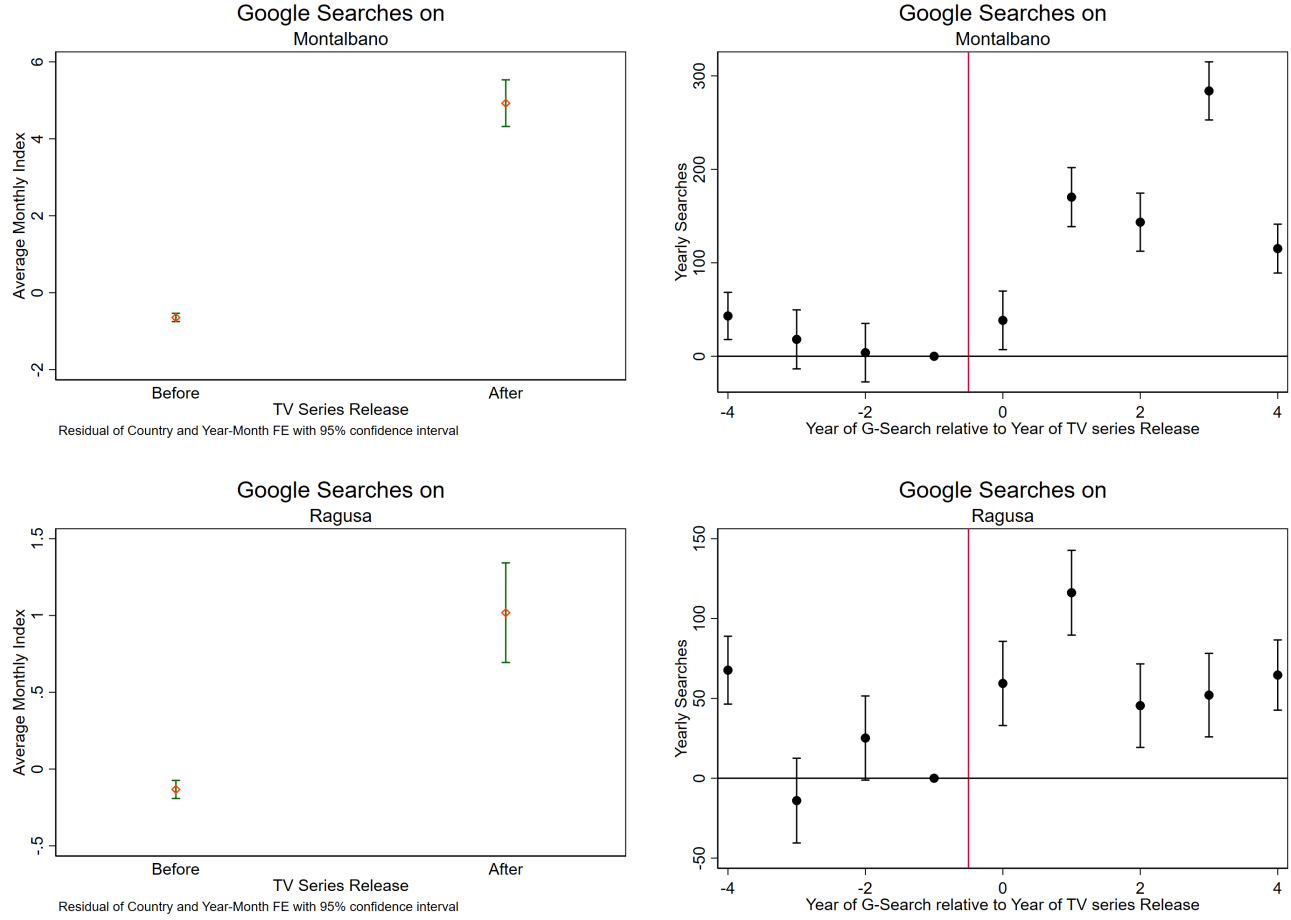 Google Searches on
Montalbano
Average Monthly Index
6
4
2
0
-2
Before
After
TV Series Release
Residual of Country and Year-Month FE with 95% confidence interval
Google Searches on
Montalbano
Yearly Searches
300
200
100
0
-4
-2
0
2
4
Year of G-Search relative to Year of TV series Release
Google Searches on
Ragusa
Average Monthly Index
1.5
1
.5
0
-.5
Before
After
TV Series Release
Residual of Country and Year-Month FE with 95% confidence interval
Google Searches on
Ragusa
Yearly Searches
150
100
50
0
-50
-4
-2
0
2
4
Year of G-Search relative to Year of TV series Release